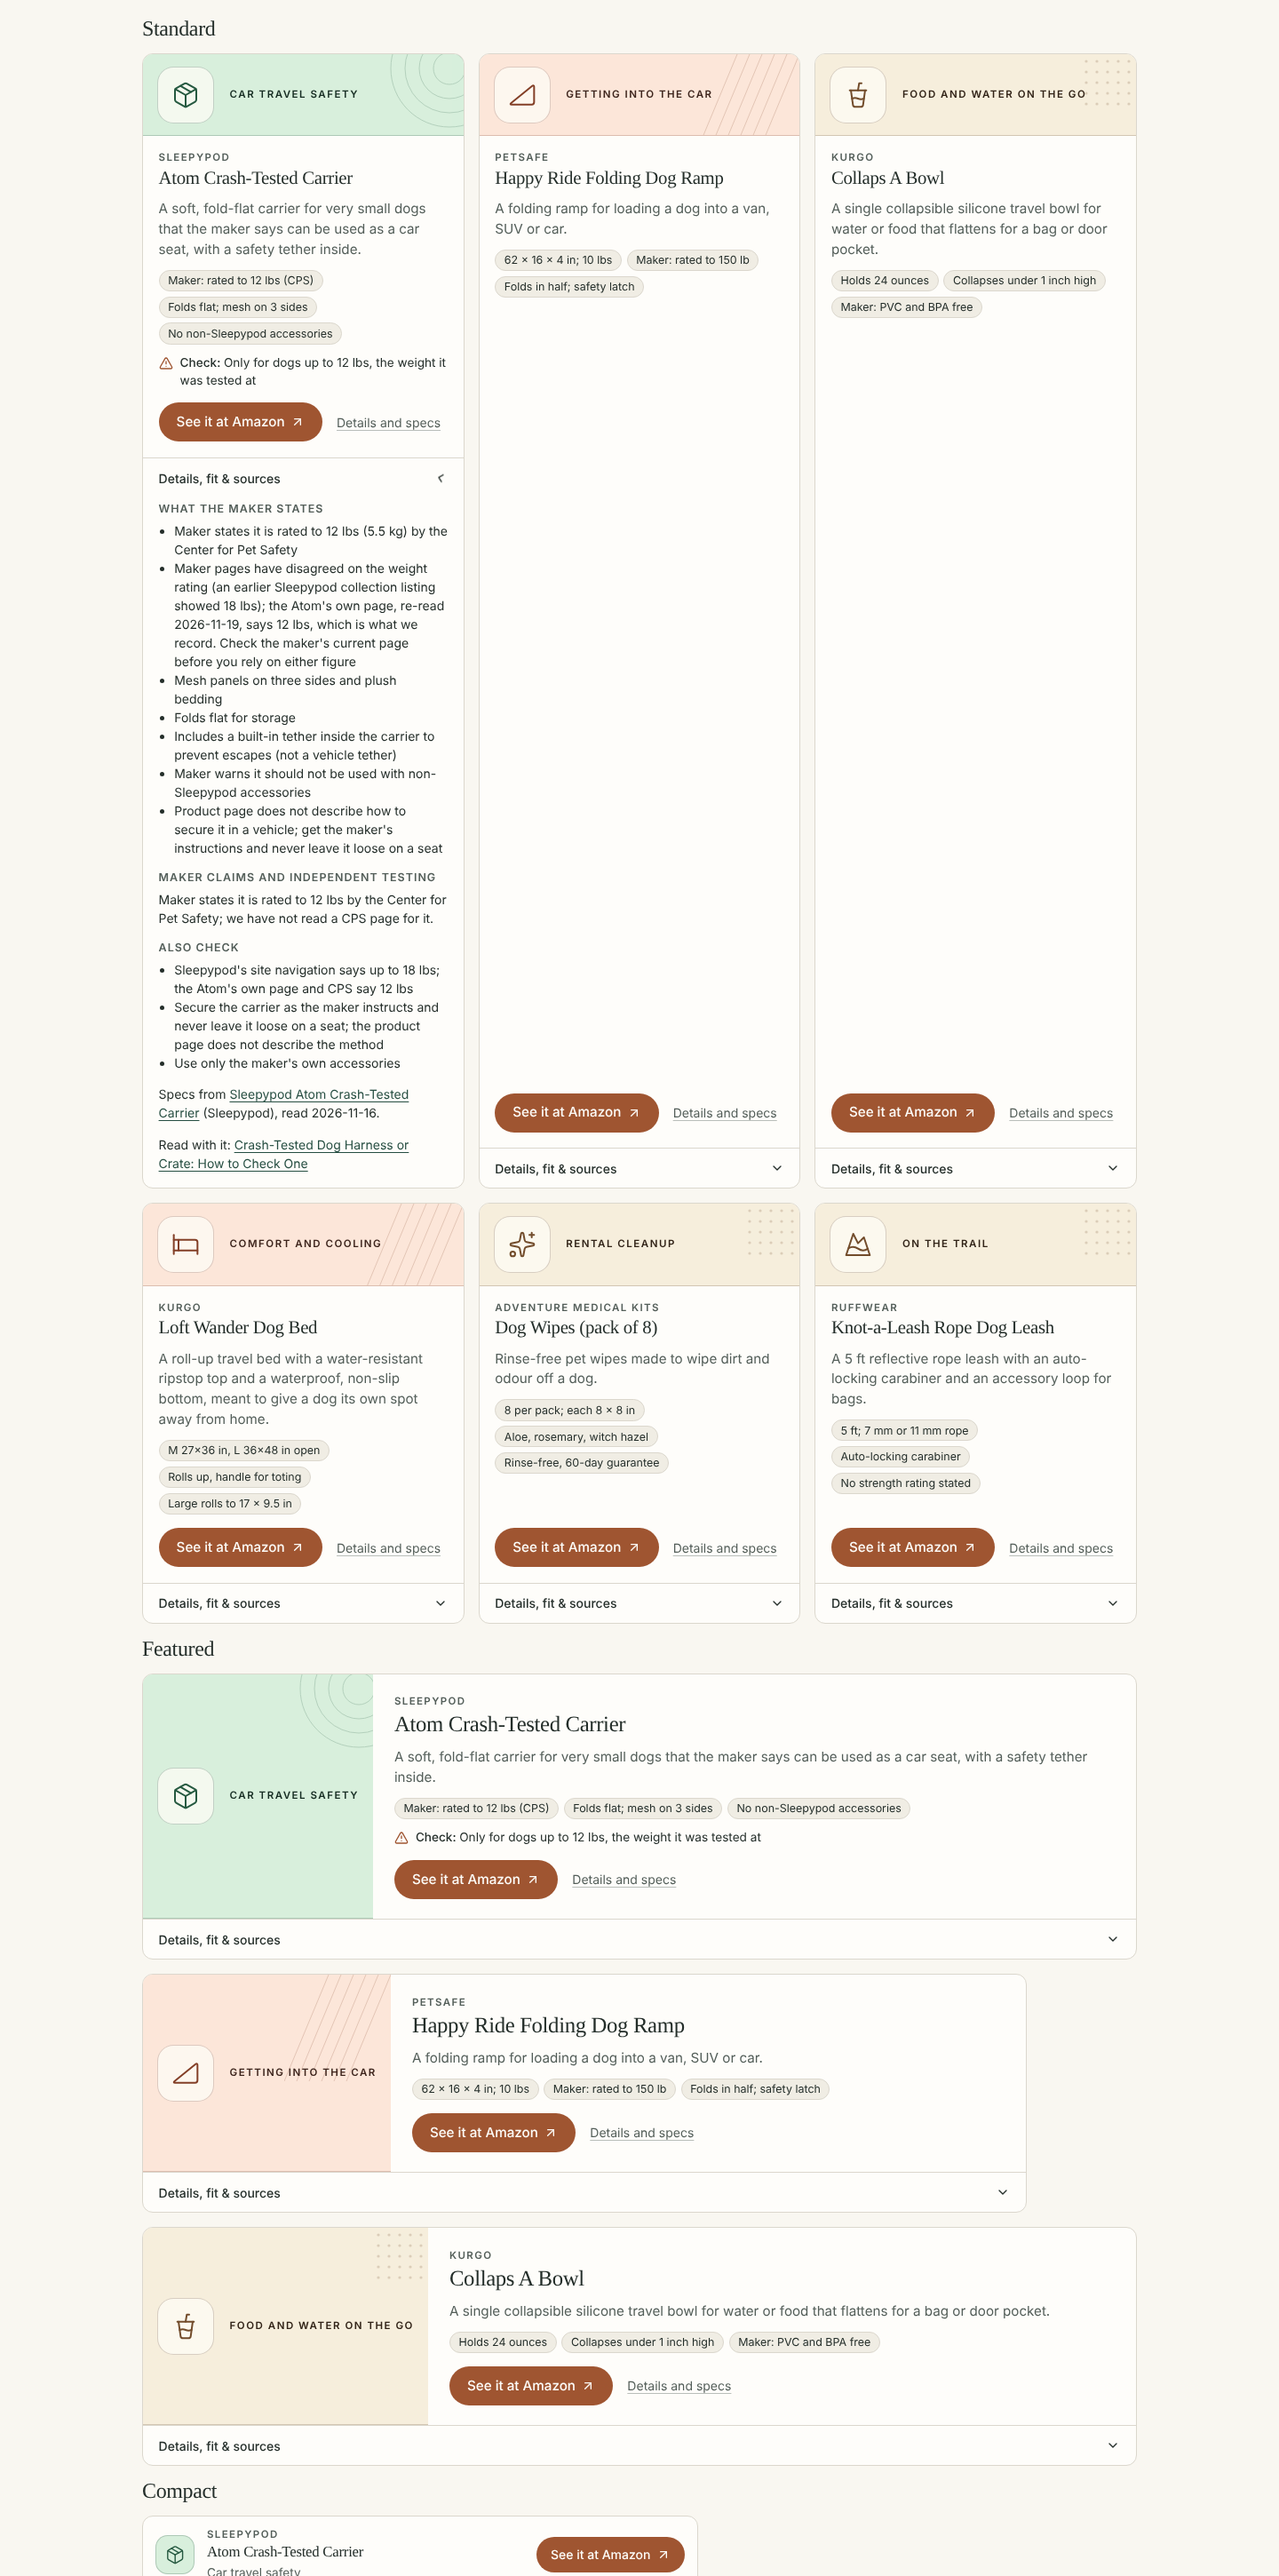 Standard
CAR TRAVEL SAFETY
SLEEPYPOD
Atom Crash-Tested Carrier
A soft, fold-flat carrier for very small dogs
that the maker says can be used as a car
seat, with a safety tether inside.
Maker: rated to 12 lbs (CPS)
Folds flat; mesh on 3 sides
No non-Sleepypod accessories
Check: Only for dogs up to 12 lbs, the weight it
was tested at
See it at Amazon
Details and specs
Details, fit & sources
WHAT THE MAKER STATES
• Maker states it is rated to 12 lbs (5.5 kg) by the
Center for Pet Safety
• Maker pages have disagreed on the weight
rating (an earlier Sleepypod collection listing
showed 18 lbs); the Atom's own page, re-read
2026-11-19, says 12 lbs, which is what we
record. Check the maker's current page
before you rely on either figure
• Mesh panels on three sides and plush
bedding
• Folds flat for storage
• Includes a built-in tether inside the carrier to
prevent escapes (not a vehicle tether)
• Maker warns it should not be used with non-
Sleepypod accessories
• Product page does not describe how to
secure it in a vehicle; get the maker's
instructions and never leave it loose on a seat
MAKER CLAIMS AND INDEPENDENT TESTING
Maker states it is rated to 12 lbs by the Center for
Pet Safety; we have not read a CPS page for it.
ALSO CHECK
• Sleepypod's site navigation says up to 18 lbs;
the Atom's own page and CPS say 12 lbs
• Secure the carrier as the maker instructs and
never leave it loose on a seat; the product
page does not describe the method
• Use only the maker's own accessories
Specs from Sleepypod Atom Crash-Tested
Carrier (Sleepypod), read 2026-11-16.
Read with it: Crash-Tested Dog Harness or
Crate: How to Check One
GETTING INTO THE CAR
PETSAFE
Happy Ride Folding Dog Ramp
A folding ramp for loading a dog into a van,
SUV or car.
62 × 16 × 4 in; 10 lbs
Maker: rated to 150 lb
Folds in half; safety latch
See it at Amazon
Details and specs
Details, fit & sources
FOOD AND WATER ON THE GO
KURGO
Collaps A Bowl
A single collapsible silicone travel bowl for
water or food that flattens for a bag or door
pocket.
Holds 24 ounces
Collapses under 1 inch high
Maker: PVC and BPA free
See it at Amazon
Details and specs
Details, fit & sources
COMFORT AND COOLING
KURGO
Loft Wander Dog Bed
A roll-up travel bed with a water-resistant
ripstop top and a waterproof, non-slip
bottom, meant to give a dog its own spot
away from home.
M 27×36 in, L 36×48 in open
Rolls up, handle for toting
Large rolls to 17 × 9.5 in
See it at Amazon
Details and specs
Details, fit & sources
RENTAL CLEANUP
ADVENTURE MEDICAL KITS
Dog Wipes (pack of 8)
Rinse-free pet wipes made to wipe dirt and
odour off a dog.
8 per pack; each 8 × 8 in
Aloe, rosemary, witch hazel
Rinse-free, 60-day guarantee
See it at Amazon
Details and specs
Details, fit & sources
ON THE TRAIL
RUFFWEAR
Knot-a-Leash Rope Dog Leash
A 5 ft reflective rope leash with an auto-
locking carabiner and an accessory loop for
bags.
5 ft; 7 mm or 11 mm rope
Auto-locking carabiner
No strength rating stated
See it at Amazon
Details and specs
Details, fit & sources
Featured
CAR TRAVEL SAFETY
SLEEPYPOD
Atom Crash-Tested Carrier
A soft, fold-flat carrier for very small dogs that the maker says can be used as a car seat, with a safety tether
inside.
Maker: rated to 12 lbs (CPS)
Folds flat; mesh on 3 sides
No non-Sleepypod accessories
Check: Only for dogs up to 12 lbs, the weight it was tested at
See it at Amazon
Details and specs
Details, fit & sources
GETTING INTO THE CAR
PETSAFE
Happy Ride Folding Dog Ramp
A folding ramp for loading a dog into a van, SUV or car.
62 × 16 × 4 in; 10 lbs
Maker: rated to 150 lb
Folds in half; safety latch
See it at Amazon
Details and specs
Details, fit & sources
FOOD AND WATER ON THE GO
KURGO
Collaps A Bowl
A single collapsible silicone travel bowl for water or food that flattens for a bag or door pocket.
Holds 24 ounces
Collapses under 1 inch high
Maker: PVC and BPA free
See it at Amazon
Details and specs
Details, fit & sources
Compact
SLEEPYPOD
Atom Crash-Tested Carrier
Car travel safety
See it at Amazon